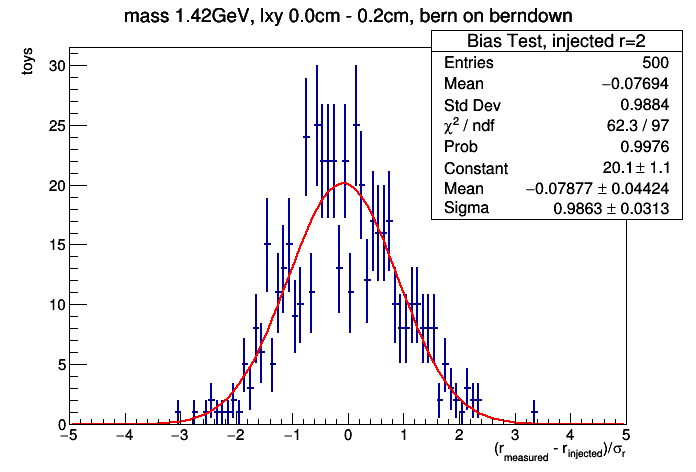 mass 1.42GeV, lxy 0.0cm - 0.2cm, bern on berndown
Bias Test, injected r=2
Entries 500
Mean −0.07694
Std Dev 0.9884
χ² / ndf 62.3 / 97
Prob 0.9976
Constant 20.1 ± 1.1
Mean −0.07877 ± 0.04424
Sigma 0.9863 ± 0.0313
toys
30
25
20
15
10
5
0
−5 −4 −3 −2 −1 0 1 2 3 4 5
(r_measured - r_injected)/σ_r